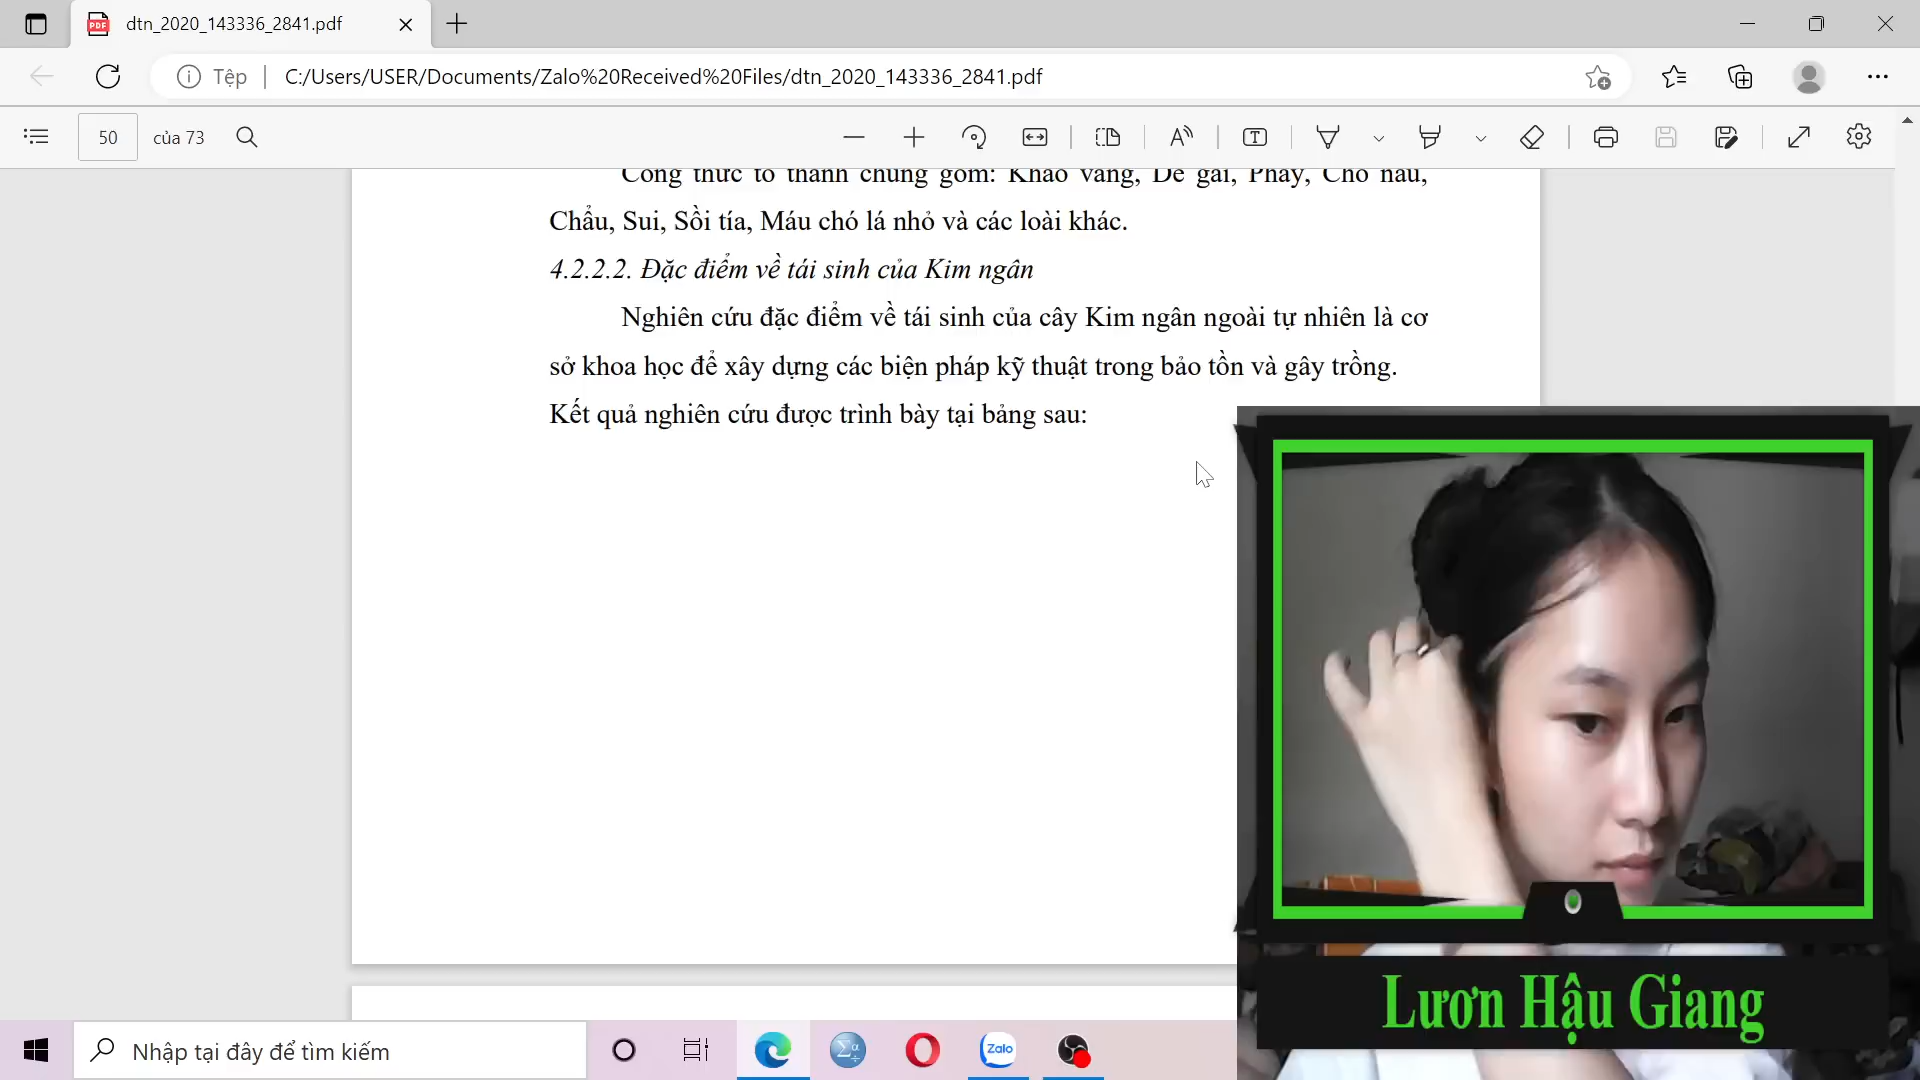 dtn_2020_143336_2841.pdf
Tệp
C:/Users/USER/Documents/Zalo%20Received%20Files/dtn_2020_143336_2841.pdf
50
của 73
Công thức tổ thành chung gồm: Kháo vàng, Dẻ gai, Phay, Chò nâu,
Chẩu, Sui, Sồi tía, Máu chó lá nhỏ và các loài khác.
4.2.2.2. Đặc điểm về tái sinh của Kim ngân
Nghiên cứu đặc điểm về tái sinh của cây Kim ngân ngoài tự nhiên là cơ
sở khoa học để xây dựng các biện pháp kỹ thuật trong bảo tồn và gây trồng.
Kết quả nghiên cứu được trình bày tại bảng sau:
Lươn Hậu Giang
Nhập tại đây để tìm kiếm
Zalo